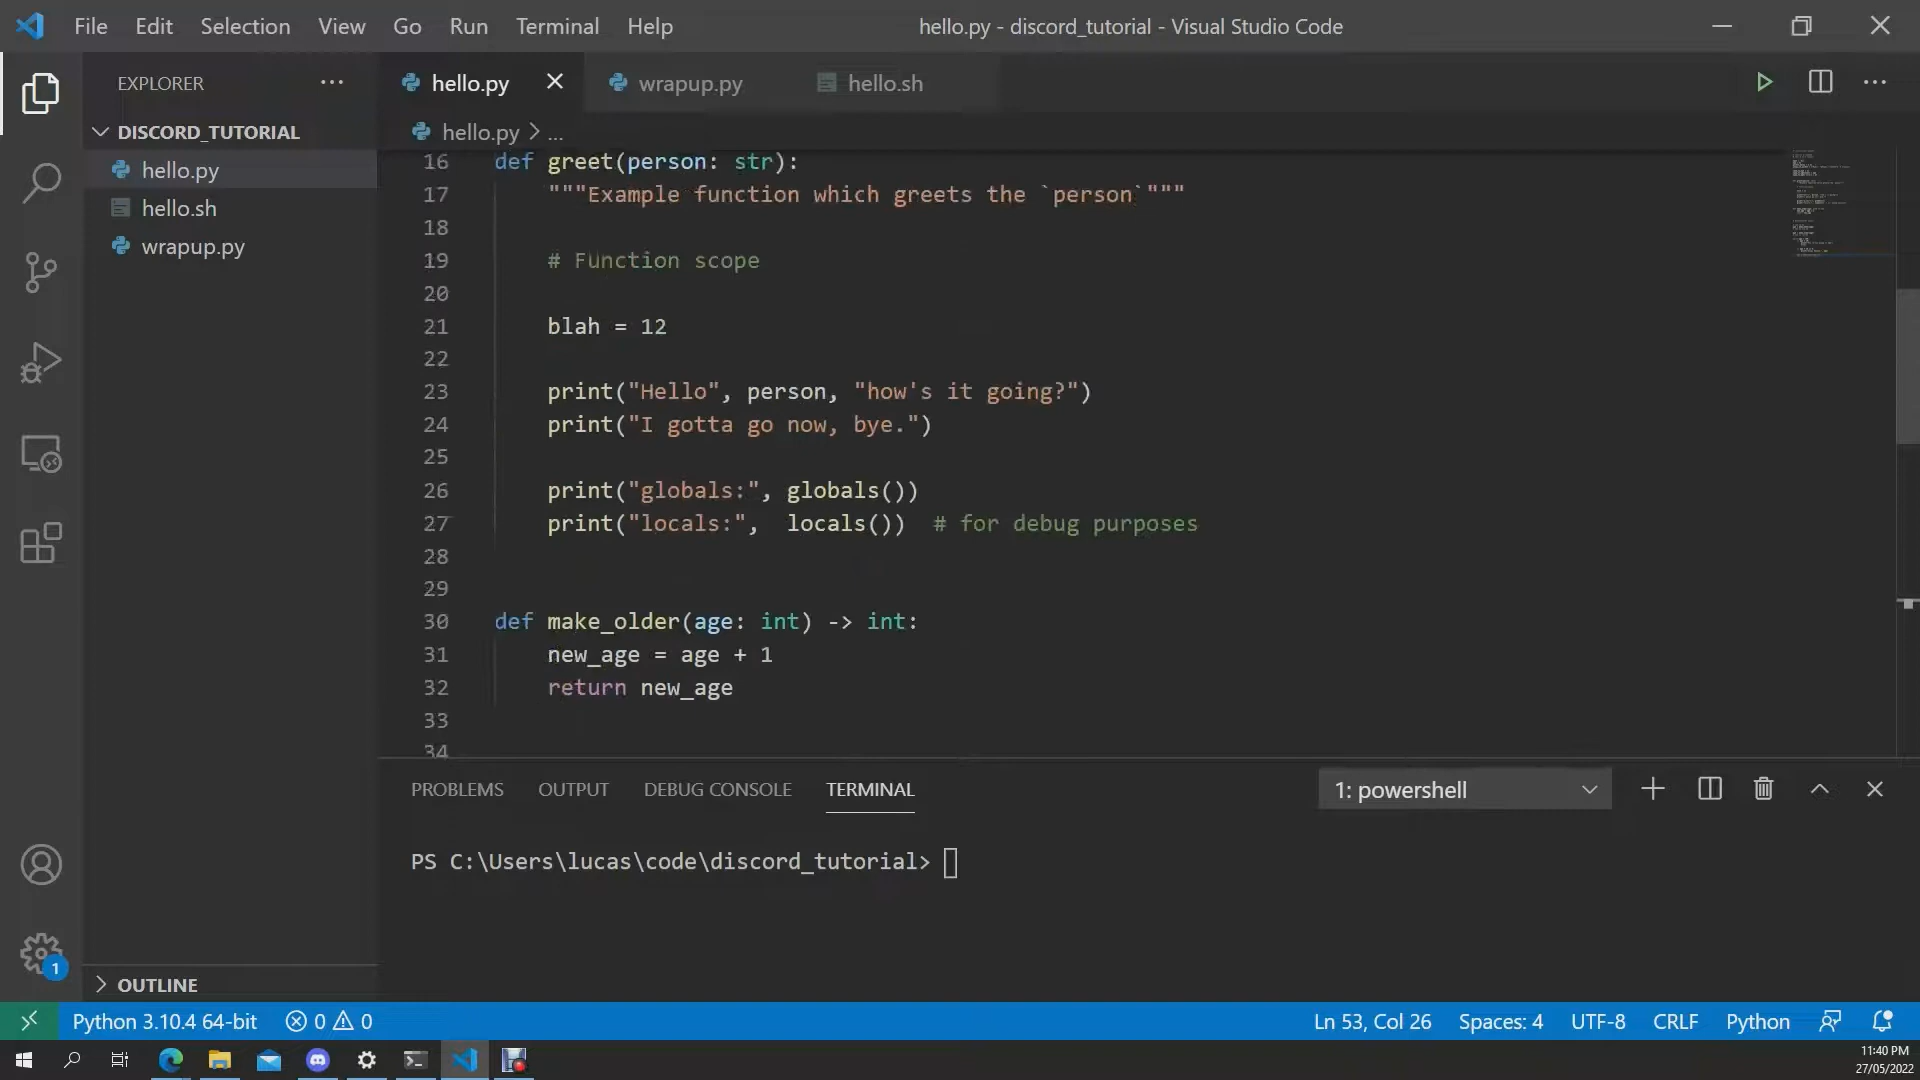 File Edit Selection View Go Run Terminal Help hello.py - discord_tutorial - Visual Studio Code
EXPLORER ··· hello.py wrapup.py hello.sh ···
DISCORD_TUTORIAL hello.py > ...
hello.py
hello.sh
wrapup.py
16 def greet(person: str):
17 """Example function which greets the `person`"""
18
19 # Function scope
20
21 blah = 12
22
23 print("Hello", person, "how's it going?")
24 print("I gotta go now, bye.")
25
26 print("globals:", globals())
27 print("locals:",  locals())  # for debug purposes
28
29
30 def make_older(age: int) -> int:
31 new_age = age + 1
32 return new_age
33
34
PROBLEMS OUTPUT DEBUG CONSOLE TERMINAL 1: powershell
PS C:\Users\lucas\code\discord_tutorial>
1
OUTLINE
Python 3.10.4 64-bit 0 0 Ln 53, Col 26 Spaces: 4 UTF-8 CRLF Python
11:40 PM
27/05/2022